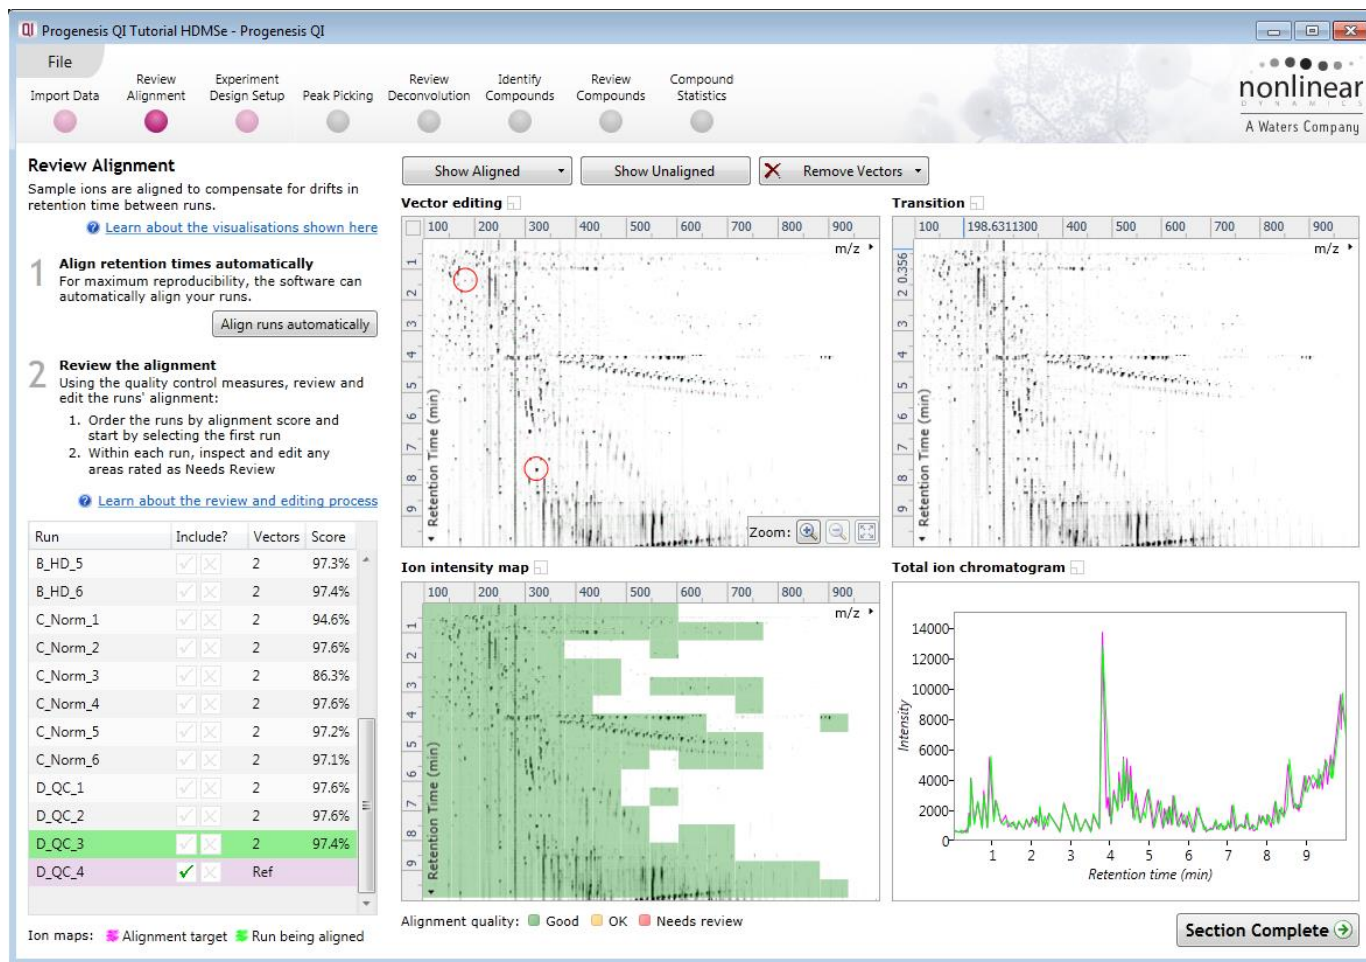 Progenesis QI Tutorial HDMSe - Progenesis QI
File
Import Data
Review Alignment
Experiment Design Setup
Peak Picking
Review Deconvolution
Identify Compounds
Review Compounds
Compound Statistics
nonlinear
DYNAMICS
A Waters Company
Review Alignment
Sample ions are aligned to compensate for drifts in
retention time between runs.
Learn about the visualisations shown here
1 Align retention times automatically
For maximum reproducibility, the software can
automatically align your runs.
Align runs automatically
2 Review the alignment
Using the quality control measures, review and
edit the runs' alignment:
1. Order the runs by alignment score and
start by selecting the first run
2. Within each run, inspect and edit any
areas rated as Needs Review
Learn about the review and editing process
Run Include? Vectors Score
B_HD_5 2 97.3%
B_HD_6 2 97.4%
C_Norm_1 2 94.6%
C_Norm_2 2 97.6%
C_Norm_3 2 86.3%
C_Norm_4 2 97.6%
C_Norm_5 2 97.2%
C_Norm_6 2 97.1%
D_QC_1 2 97.6%
D_QC_2 2 97.6%
D_QC_3 2 97.4%
D_QC_4 Ref
Ion maps: Alignment target Run being aligned
Show Aligned
Show Unaligned
Remove Vectors
Vector editing
100 200 300 400 500 600 700 800 900
m/z
1 2 3 4 5 6 7 8 9
Retention Time (min)
Zoom:
Transition
100 198.6311300 400 500 600 700 800 900
m/z
0.356
2 3 4 5 6 7 8 9
Retention Time (min)
Ion intensity map
100 200 300 400 500 600 700 800 900
m/z
1 2 3 4 5 6 7 8 9
Retention Time (min)
Alignment quality: Good OK Needs review
Total ion chromatogram
14000
12000
10000
8000
6000
4000
2000
0
Intensity
1 2 3 4 5 6 7 8 9
Retention time (min)
Section Complete